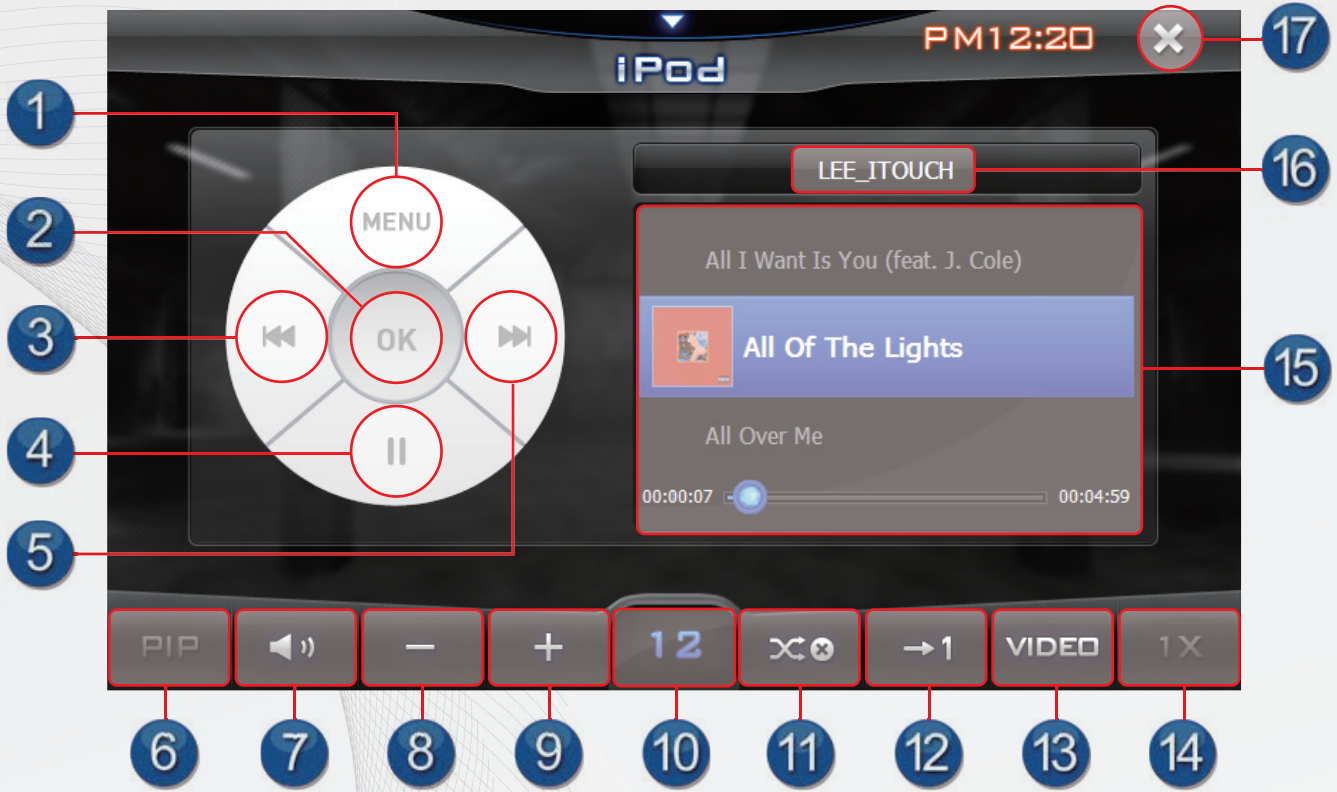 PM12:20
17
iPod
1
LEE_ITOUCH
16
MENU
2
All I Want Is You (feat. J. Cole)
3
OK
All Of The Lights
15
4
All Over Me
00:00:07 00:04:59
5
PIP 12 →1 VIDEO 1X
6 7 8 9 10 11 12 13 14